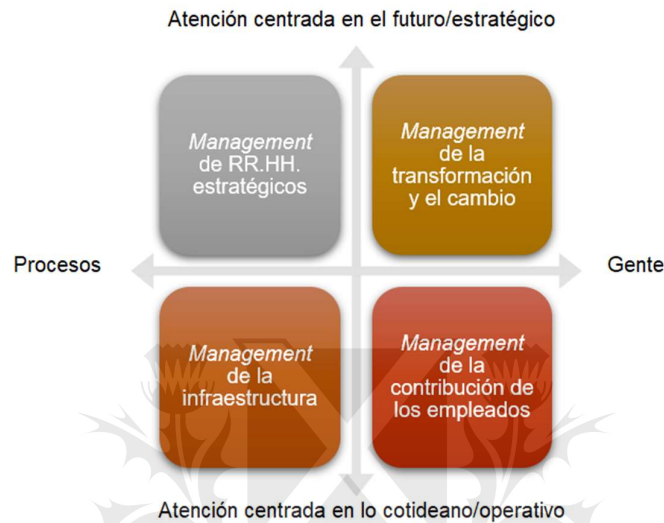 Atención centrada en el futuro/estratégico
Management
de RR.HH.
estratégicos
Management
de la
transformación
y el cambio
Procesos
Gente
Management
de la
infraestructura
Management
de la
contribución de
los empleados
Atención centrada en lo cotideano/operativo